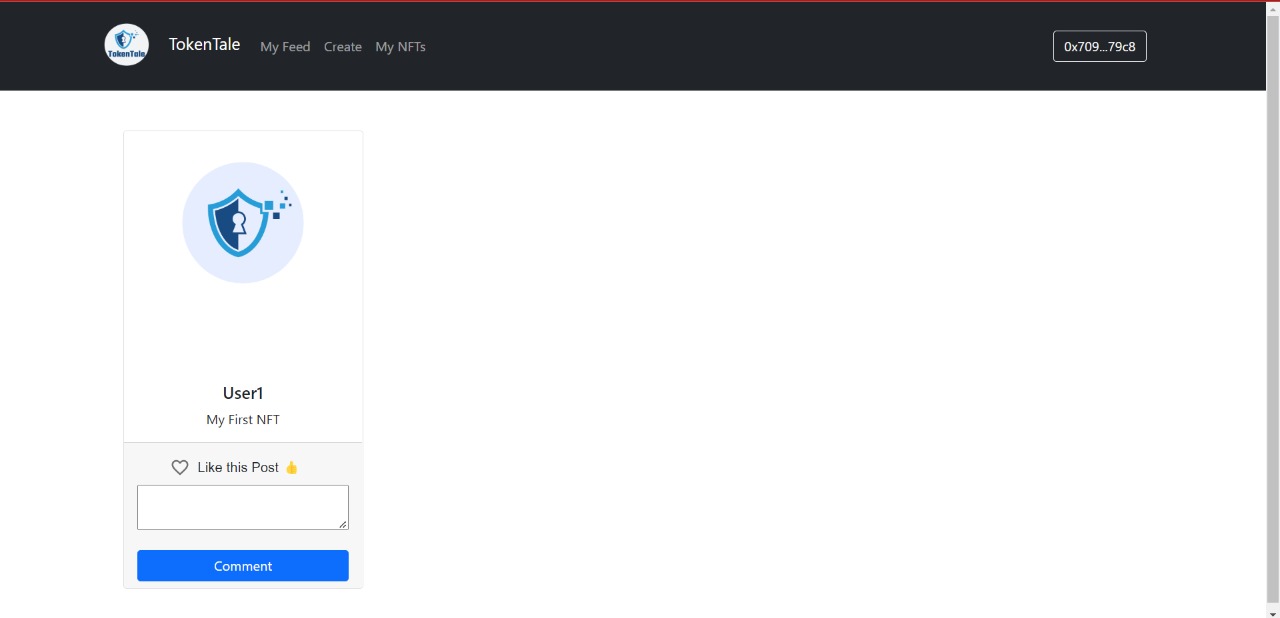 TokenTale
TokenTale My Feed Create My NFTs 0x709...79c8
User1
My First NFT
Like this Post 👍
Comment